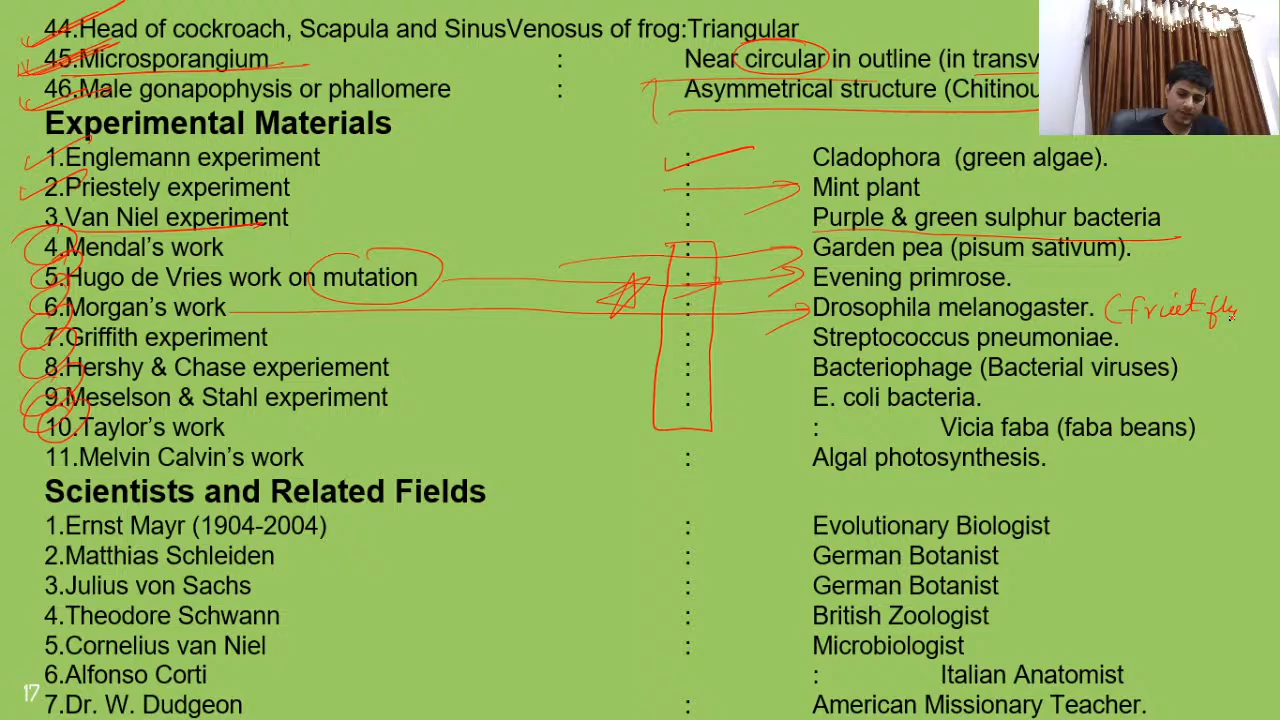 44.Head of cockroach, Scapula and SinusVenosus of frog:Triangular
45.Microsporangium : Near circular in outline (in transv
46.Male gonapophysis or phallomere : Asymmetrical structure (Chitinou
Experimental Materials
1.Englemann experiment : Cladophora (green algae).
2.Priestely experiment : Mint plant
3.Van Niel experiment : Purple & green sulphur bacteria
4.Mendal's work : Garden pea (pisum sativum).
5.Hugo de Vries work on mutation : Evening primrose.
6.Morgan's work : Drosophila melanogaster. (fruit fly
7.Griffith experiment : Streptococcus pneumoniae.
8.Hershy & Chase experiement : Bacteriophage (Bacterial viruses)
9.Meselson & Stahl experiment : E. coli bacteria.
10.Taylor's work : Vicia faba (faba beans)
11.Melvin Calvin's work : Algal photosynthesis.
Scientists and Related Fields
1.Ernst Mayr (1904-2004) : Evolutionary Biologist
2.Matthias Schleiden : German Botanist
3.Julius von Sachs : German Botanist
4.Theodore Schwann : British Zoologist
5.Cornelius van Niel : Microbiologist
6.Alfonso Corti : Italian Anatomist
7.Dr. W. Dudgeon : American Missionary Teacher.
17